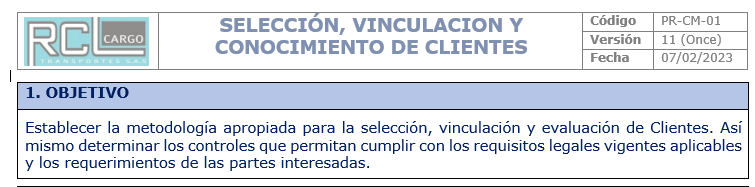 RCL CARGO
TRANSPORTES S.A.S
SELECCIÓN, VINCULACION Y
CONOCIMIENTO DE CLIENTES
Código PR-CM-01
Versión 11 (Once)
Fecha 07/02/2023
1. OBJETIVO
Establecer la metodología apropiada para la selección, vinculación y evaluación de Clientes. Así
mismo determinar los controles que permitan cumplir con los requisitos legales vigentes aplicables
y los requerimientos de las partes interesadas.